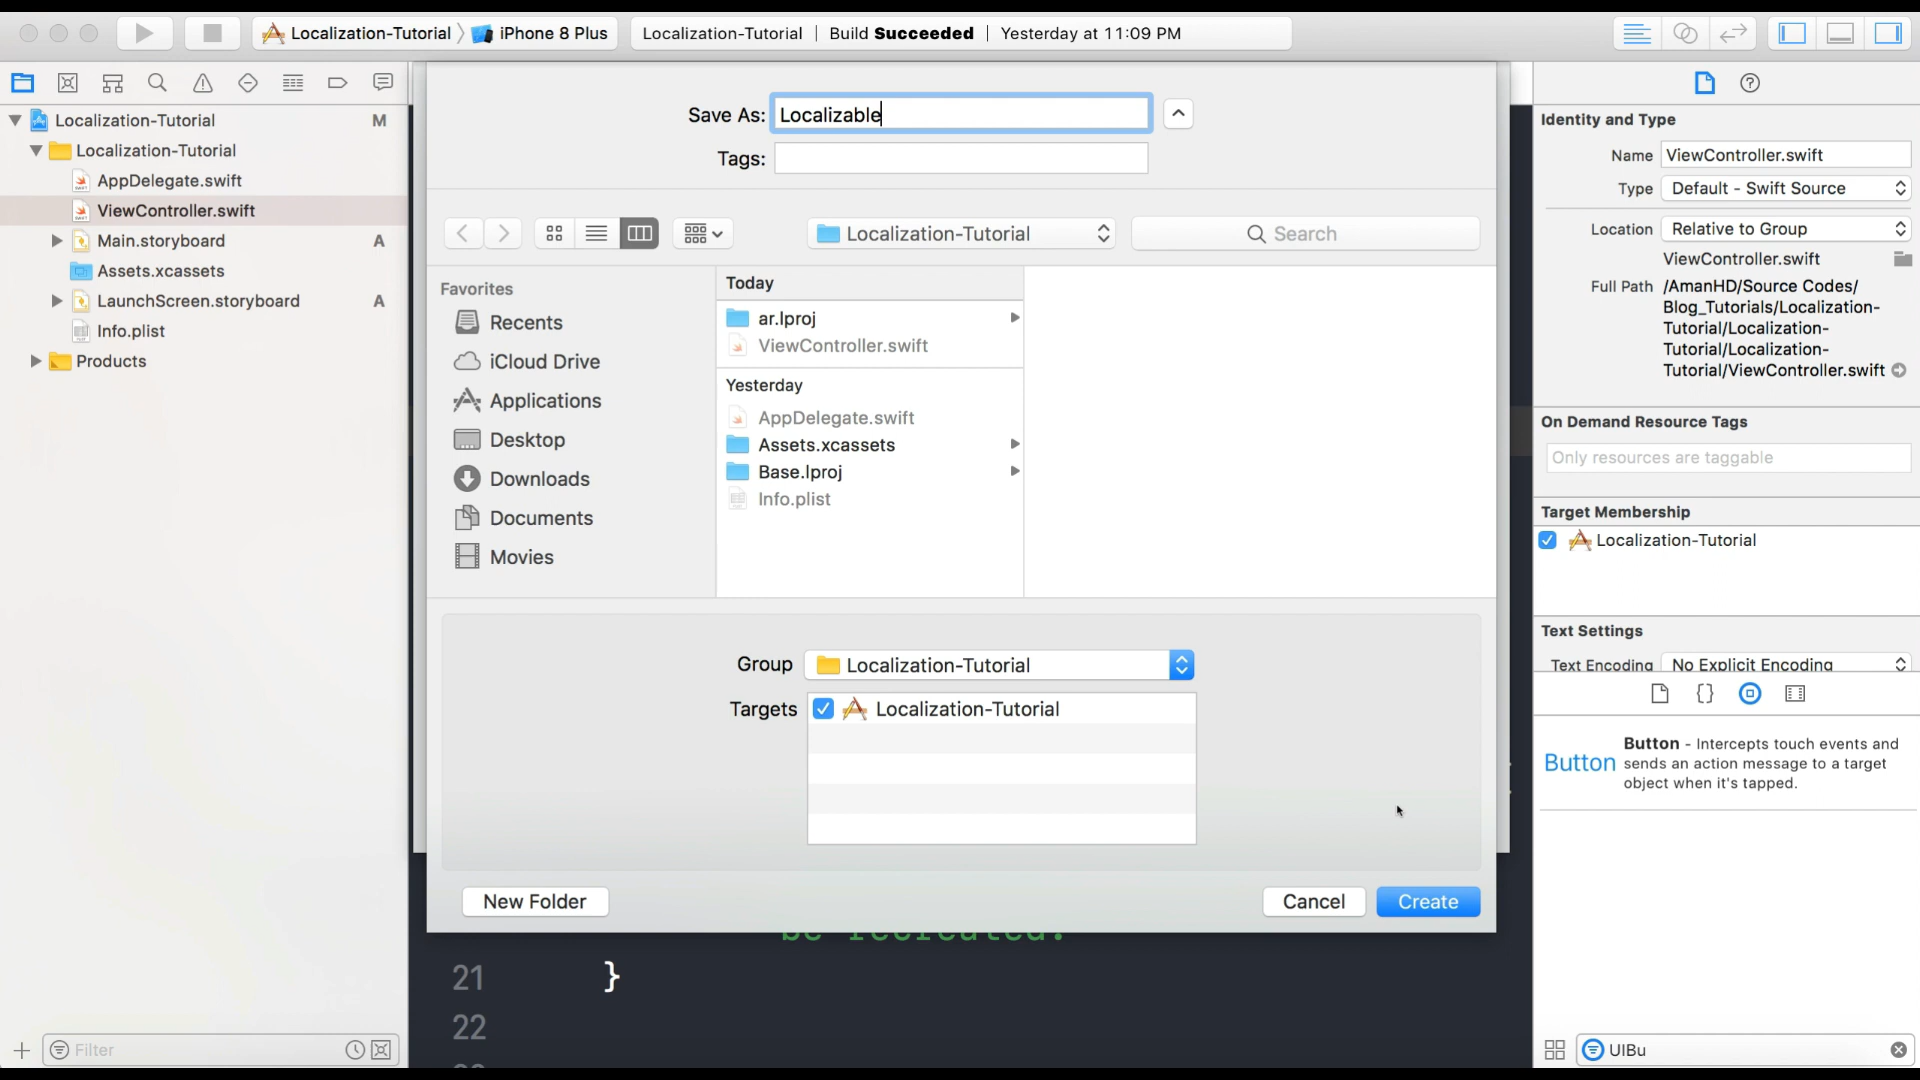 Localization-Tutorial
iPhone 8 Plus
Localization-Tutorial | Build Succeeded | Yesterday at 11:09 PM
Localization-Tutorial M
Localization-Tutorial
AppDelegate.swift
ViewController.swift
Main.storyboard A
Assets.xcassets
LaunchScreen.storyboard A
Info.plist
Products
Filter
Save As: Localizable
Tags:
Localization-Tutorial
Search
Favorites
Recents
iCloud Drive
Applications
Desktop
Downloads
Documents
Movies
Today
ar.lproj
ViewController.swift
Yesterday
AppDelegate.swift
Assets.xcassets
Base.lproj
Info.plist
Group Localization-Tutorial
Targets Localization-Tutorial
New Folder
Cancel
Create
be recreated.
21 }
22
Identity and Type
Name ViewController.swift
Type Default - Swift Source
Location Relative to Group
ViewController.swift
Full Path /AmanHD/Source Codes/
Blog_Tutorials/Localization-
Tutorial/Localization-
Tutorial/Localization-
Tutorial/ViewController.swift
On Demand Resource Tags
Only resources are taggable
Target Membership
Localization-Tutorial
Text Settings
Text Encoding No Explicit Encoding
{}
Button
Button - Intercepts touch events and
sends an action message to a target
object when it's tapped.
UIBu